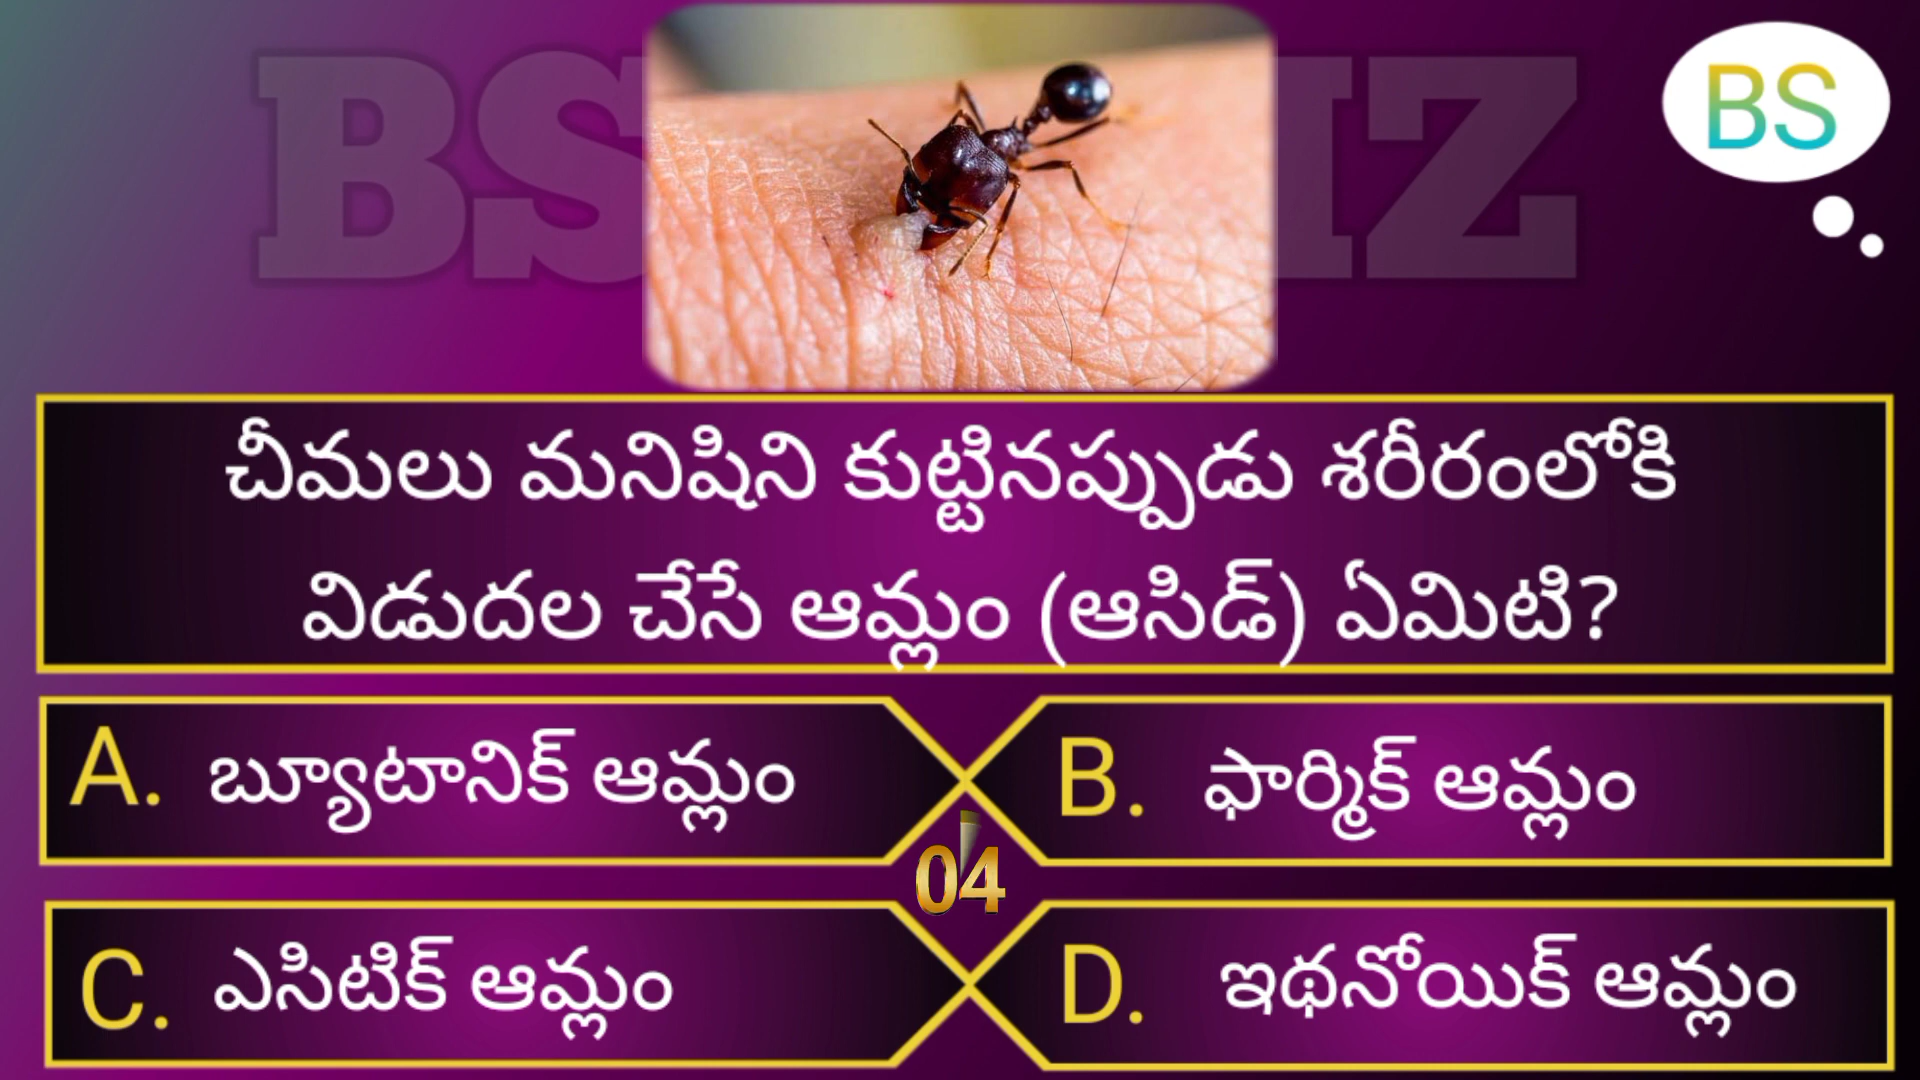 BS IZ
BS
చీమలు మనిషిని కుట్టినప్పుడు శరీరంలోకి
విడుదల చేసే ఆమ్లం (ఆసిడ్) ఏమిటి?
A. బ్యూటానిక్ ఆమ్లం
B. ఫార్మిక్ ఆమ్లం
04
C. ఎసిటిక్ ఆమ్లం
D. ఇథనోయిక్ ఆమ్లం